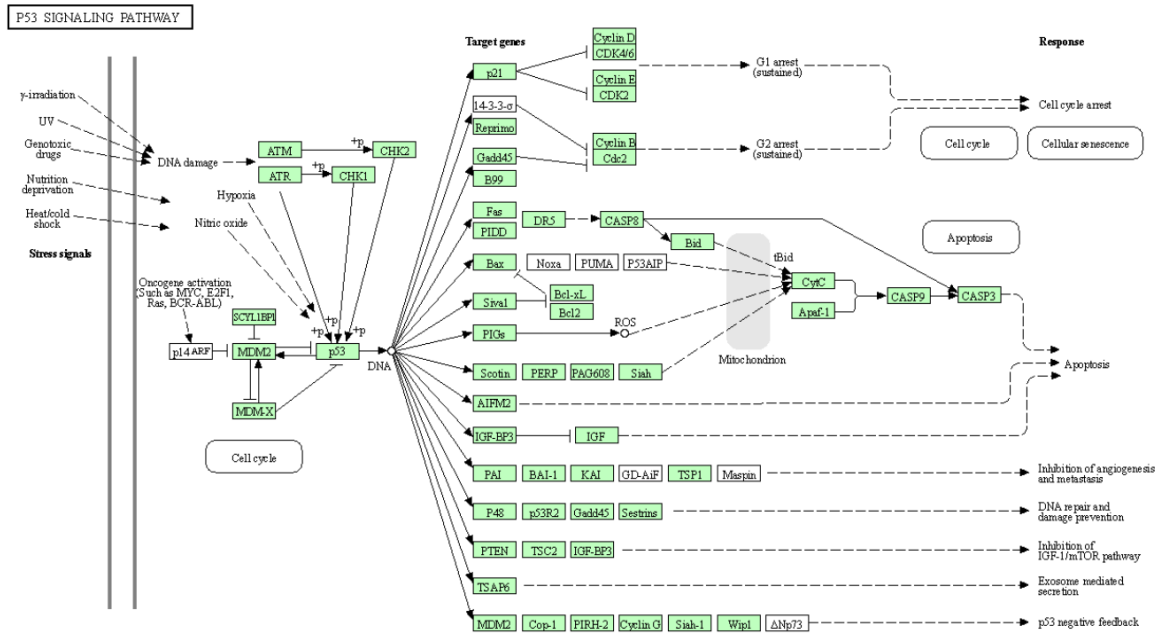 P53 SIGNALING PATHWAY
Target genes
Response
Cyclin D
CDK4/6
p21
G1 arrest
(sustained)
Cyclin E
CDK2
γ-irradiation
14-3-3-σ
Cell cycle arrest
UV
Reprimo
Genotoxic
drugs
DNA damage
ATM
+p
CHK2
Cyclin B
Cdc2
G2 arrest
(sustained)
Cell cycle
Cellular senescence
Gadd45
ATR
+p
CHK1
B99
Nutrition
deprivation
Hypoxia
Heat/cold
shock
Nitric oxide
Fas
PIDD
DR5
CASP8
Bid
Apoptosis
Stress signals
Bax
Noxa
PUMA
P53AIP
tBid
CytC
Oncogene activation
(Such as MYC, E2F1,
Ras, BCR-ABL)
Siva1
Bcl-xL
Bcl2
Apaf-1
CASP9
CASP3
SCYL1BP1
+p
+p
+p
PIGs
ROS
p14ARF
MDM2
p53
DNA
Mitochondrion
Scotin
PERP
PAG608
Siah
Apoptosis
MDM-X
AIFM2
IGF-BP3
IGF
Cell cycle
PAI
BAI-1
KAI
GD-AiF
TSP1
Maspin
Inhibition of angiogenesis
and metastasis
P48
p53R2
Gadd45
Sestrins
DNA repair and
damage prevention
PTEN
TSC2
IGF-BP3
Inhibition of
IGF-1/mTOR pathway
TSAP6
Exosome mediated
secretion
MDM2
Cop-1
PIRH-2
Cyclin G
Siah-1
Wip1
ΔNp73
p53 negative feedback